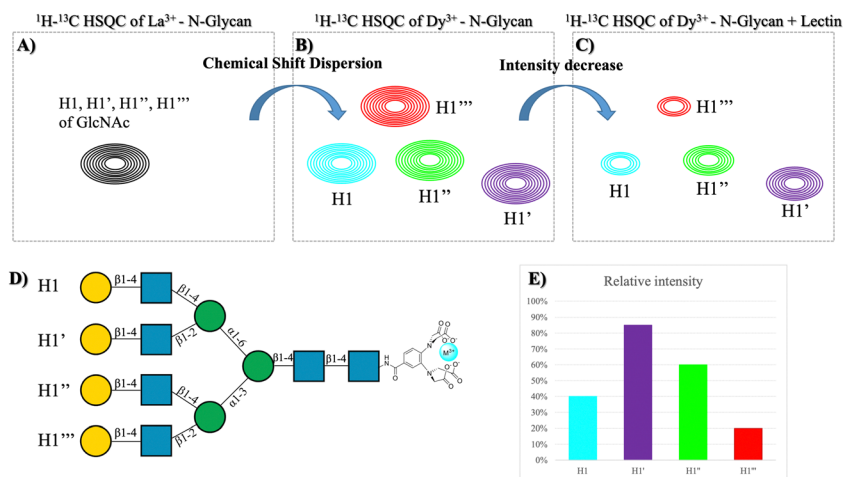 ¹H-¹³C HSQC of La³⁺ - N-Glycan
¹H-¹³C HSQC of Dy³⁺ - N-Glycan
¹H-¹³C HSQC of Dy³⁺ - N-Glycan + Lectin
A)
B)
C)
Chemical Shift Dispersion
Intensity decrease
H1, H1’, H1’’, H1’’’
of GlcNAc
H1’’’
H1
H1’’
H1’
H1’’’
H1
H1’’
H1’
D)
H1
β1-4
β1-4
H1’
β1-4
β1-2
α1-6
β1-4
β1-4
H1’’
β1-4
β1-4
α1-3
H1’’’
β1-4
β1-2
H
N
O
N
O
O
O⁻
O⁻
O
M³⁺
N
O⁻
O
O⁻
O
E)
Relative intensity
100%
90%
80%
70%
60%
50%
40%
30%
20%
10%
0%
H1
H1'
H1''
H1'''